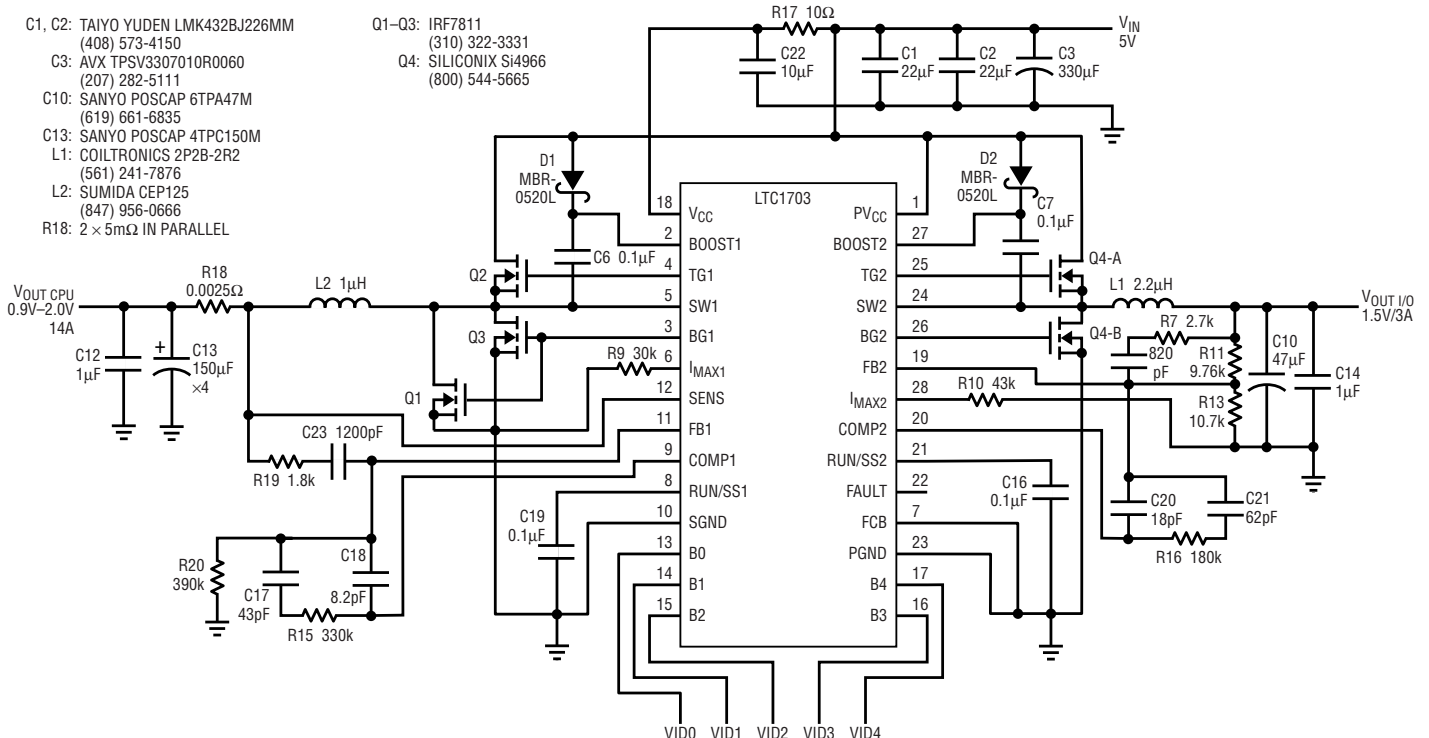 C1, C2: TAIYO YUDEN LMK432BJ226MM
(408) 573-4150
C3: AVX TPSV3307010R0060
(207) 282-5111
C10: SANYO POSCAP 6TPA47M
(619) 661-6835
C13: SANYO POSCAP 4TPC150M
L1: COILTRONICS 2P2B-2R2
(561) 241-7876
L2: SUMIDA CEP125
(847) 956-0666
R18: 2 × 5mΩ IN PARALLEL
Q1–Q3: IRF7811
(310) 322-3331
Q4: SILICONIX Si4966
(800) 544-5665
R17 10Ω
VIN
5V
C22
10µF
C1
22µF
C2
22µF
C3
330µF
D1
MBR-
0520L
D2
MBR-
0520L
C7
0.1µF
C6 0.1µF
LTC1703
18 VCC
2 BOOST1
4 TG1
5 SW1
3 BG1
6 IMAX1
12 SENS
11 FB1
9 COMP1
8 RUN/SS1
10 SGND
13 B0
14 B1
15 B2
PVCC 1
BOOST2 27
TG2 25
SW2 24
BG2 26
FB2 19
IMAX2 28
COMP2 20
RUN/SS2 21
FAULT 22
FCB 7
PGND 23
B4 17
B3 16
Q2
Q3
Q1
Q4-A
Q4-B
VOUT CPU
0.9V–2.0V
14A
R18
0.0025Ω
L2 1µH
C12
1µF
+
C13
150µF
×4
R9 30k
C23 1200pF
R19 1.8k
C19
0.1µF
R20
390k
C17
43pF
C18
8.2pF
R15 330k
L1 2.2µH
VOUT I/O
1.5V/3A
R7 2.7k
820
pF
R11
9.76k
C10
47µF
R13
10.7k
C14
1µF
R10 43k
C16
0.1µF
C20
18pF
C21
62pF
R16 180k
VID0 VID1 VID2 VID3 VID4